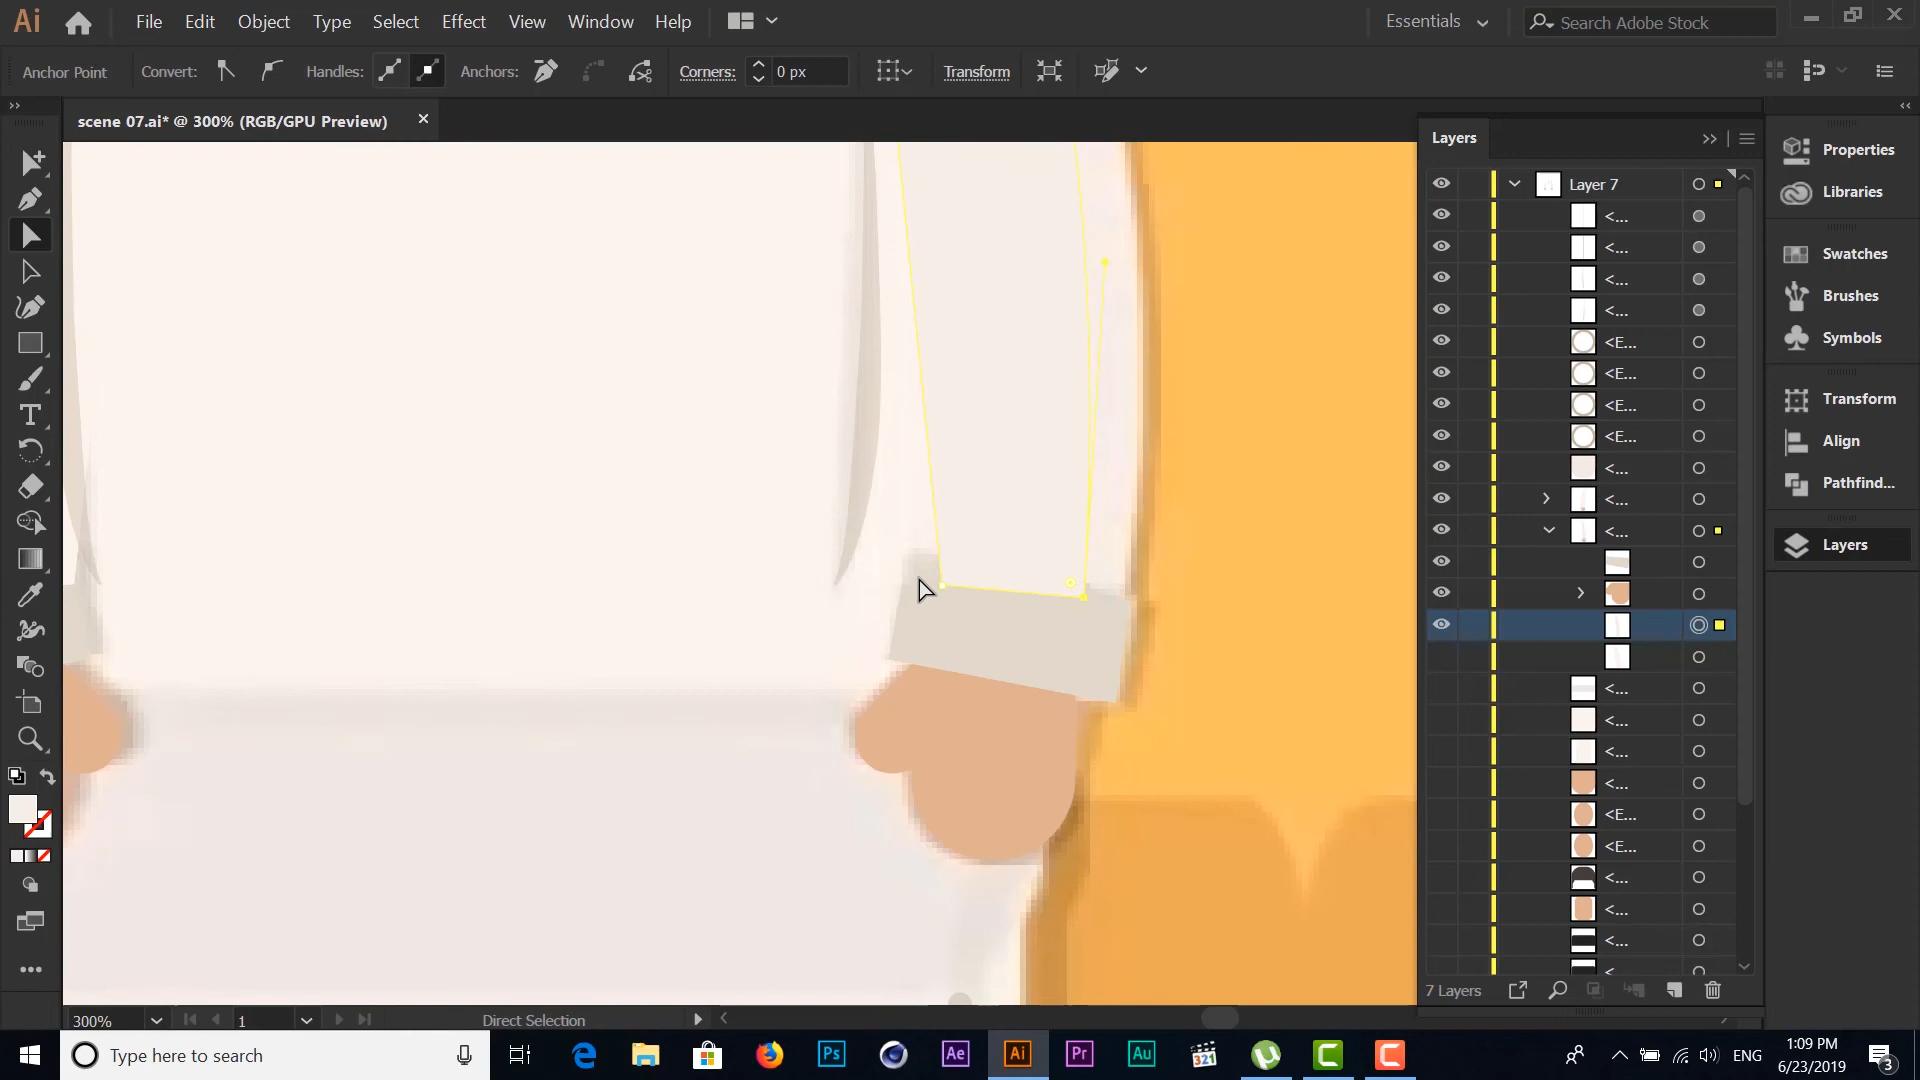 Ai File Edit Object Type Select Effect View Window Help Essentials Search Adobe Stock
Anchor Point Convert: Handles: Anchors: Corners: 0 px Transform
scene 07.ai* @ 300% (RGB/GPU Preview)
Layers
Layer 7
<...
<...
<...
<...
<E...
<E...
<E...
<E...
<...
<...
<...
<...
<...
<...
<...
<E...
<E...
<...
<...
<...
<
7 Layers
Properties
Libraries
Swatches
Brushes
Symbols
Transform
Align
Pathfind...
Layers
300% 1 Direct Selection
Type here to search
Ps Ae Ai Pr Au 321
ENG
1:09 PM
6/23/2019
3